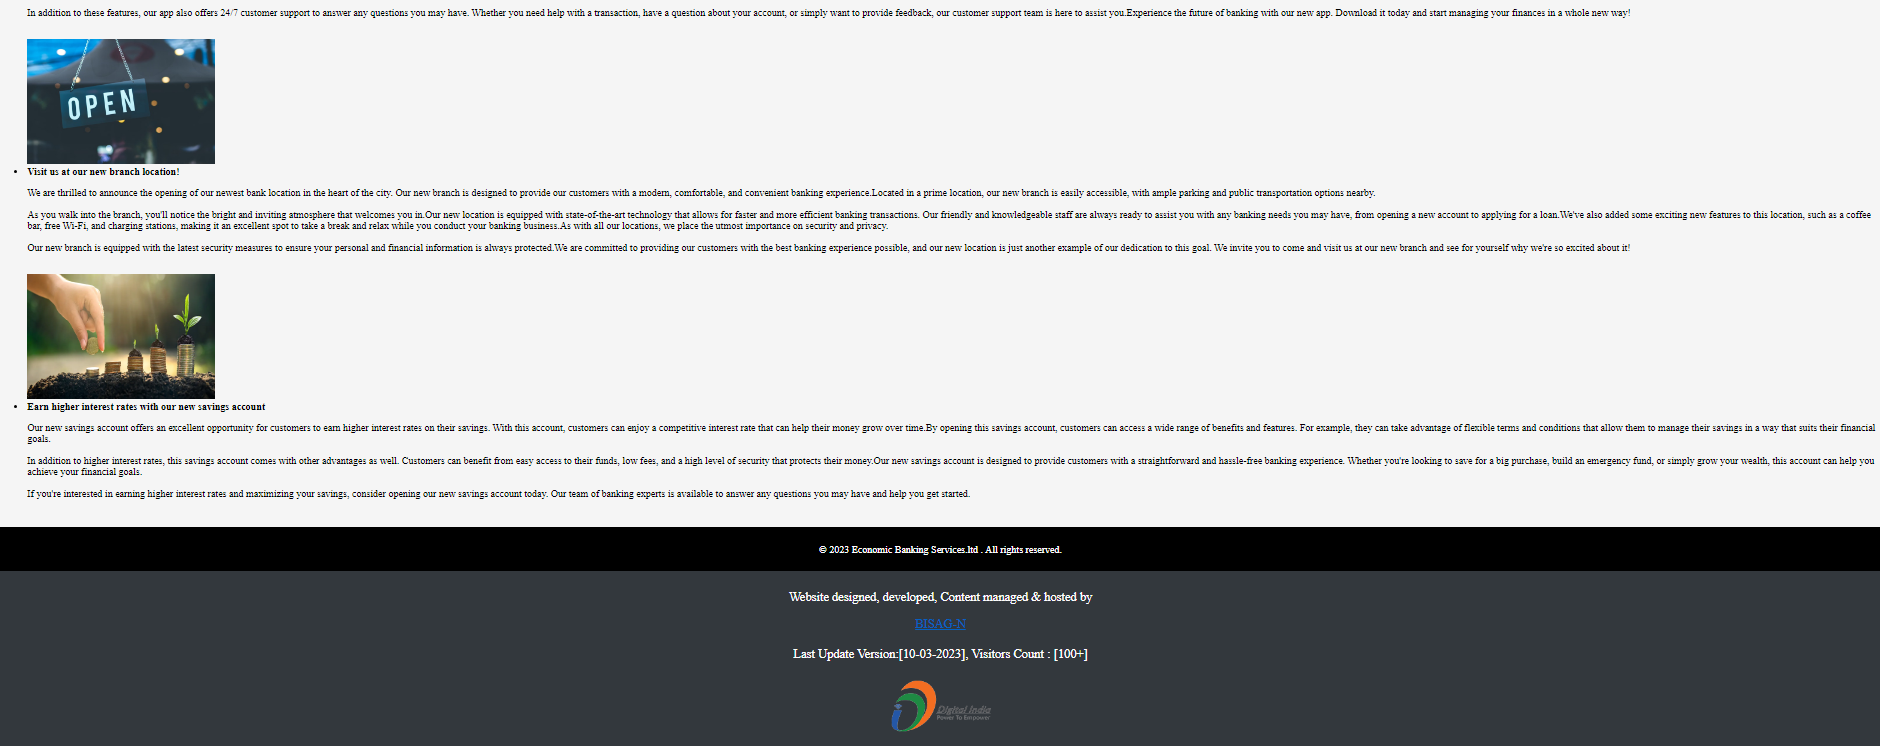 In addition to these features, our app also offers 24/7 customer support to answer any questions you may have. Whether you need help with a transaction, have a question about your account, or simply want to provide feedback, our customer support team is here to assist you.Experience the future of banking with our new app. Download it today and start managing your finances in a whole new way!
OPEN
• Visit us at our new branch location!
We are thrilled to announce the opening of our newest bank location in the heart of the city. Our new branch is designed to provide our customers with a modern, comfortable, and convenient banking experience.Located in a prime location, our new branch is easily accessible, with ample parking and public transportation options nearby.
As you walk into the branch, you'll notice the bright and inviting atmosphere that welcomes you in.Our new location is equipped with state-of-the-art technology that allows for faster and more efficient banking transactions. Our friendly and knowledgeable staff are always ready to assist you with any banking needs you may have, from opening a new account to applying for a loan.We've also added some exciting new features to this location, such as a coffee
bar, free Wi-Fi, and charging stations, making it an excellent spot to take a break and relax while you conduct your banking business.As with all our locations, we place the utmost importance on security and privacy.
Our new branch is equipped with the latest security measures to ensure your personal and financial information is always protected.We are committed to providing our customers with the best banking experience possible, and our new location is just another example of our dedication to this goal. We invite you to come and visit us at our new branch and see for yourself why we're so excited about it!
• Earn higher interest rates with our new savings account
Our new savings account offers an excellent opportunity for customers to earn higher interest rates on their savings. With this account, customers can enjoy a competitive interest rate that can help their money grow over time.By opening this savings account, customers can access a wide range of benefits and features. For example, they can take advantage of flexible terms and conditions that allow them to manage their savings in a way that suits their financial
goals.
In addition to higher interest rates, this savings account comes with other advantages as well. Customers can benefit from easy access to their funds, low fees, and a high level of security that protects their money.Our new savings account is designed to provide customers with a straightforward and hassle-free banking experience. Whether you're looking to save for a big purchase, build an emergency fund, or simply grow your wealth, this account can help you
achieve your financial goals.
If you're interested in earning higher interest rates and maximizing your savings, consider opening our new savings account today. Our team of banking experts is available to answer any questions you may have and help you get started.
© 2023 Economic Banking Services.ltd . All rights reserved.
Website designed, developed, Content managed & hosted by
BISAG-N
Last Update Version:[10-03-2023], Visitors Count : [100+]
Digital India
Power To Empower